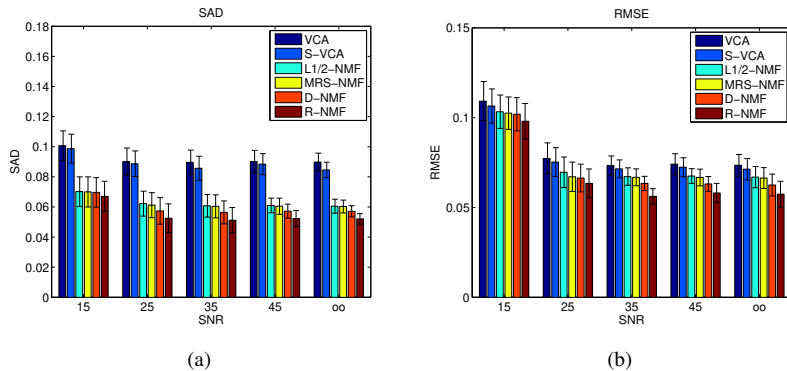 SAD
0.18
0.16
0.14
0.12
0.1
0.08
0.06
0.04
0.02
0
SAD
VCA
S-VCA
L1/2-NMF
MRS-NMF
D-NMF
R-NMF
15 25 35 45 oo
SNR
(a)
RMSE
0.15
0.1
0.05
0
RMSE
VCA
S-VCA
L1/2-NMF
MRS-NMF
D-NMF
R-NMF
15 25 35 45 oo
SNR
(b)